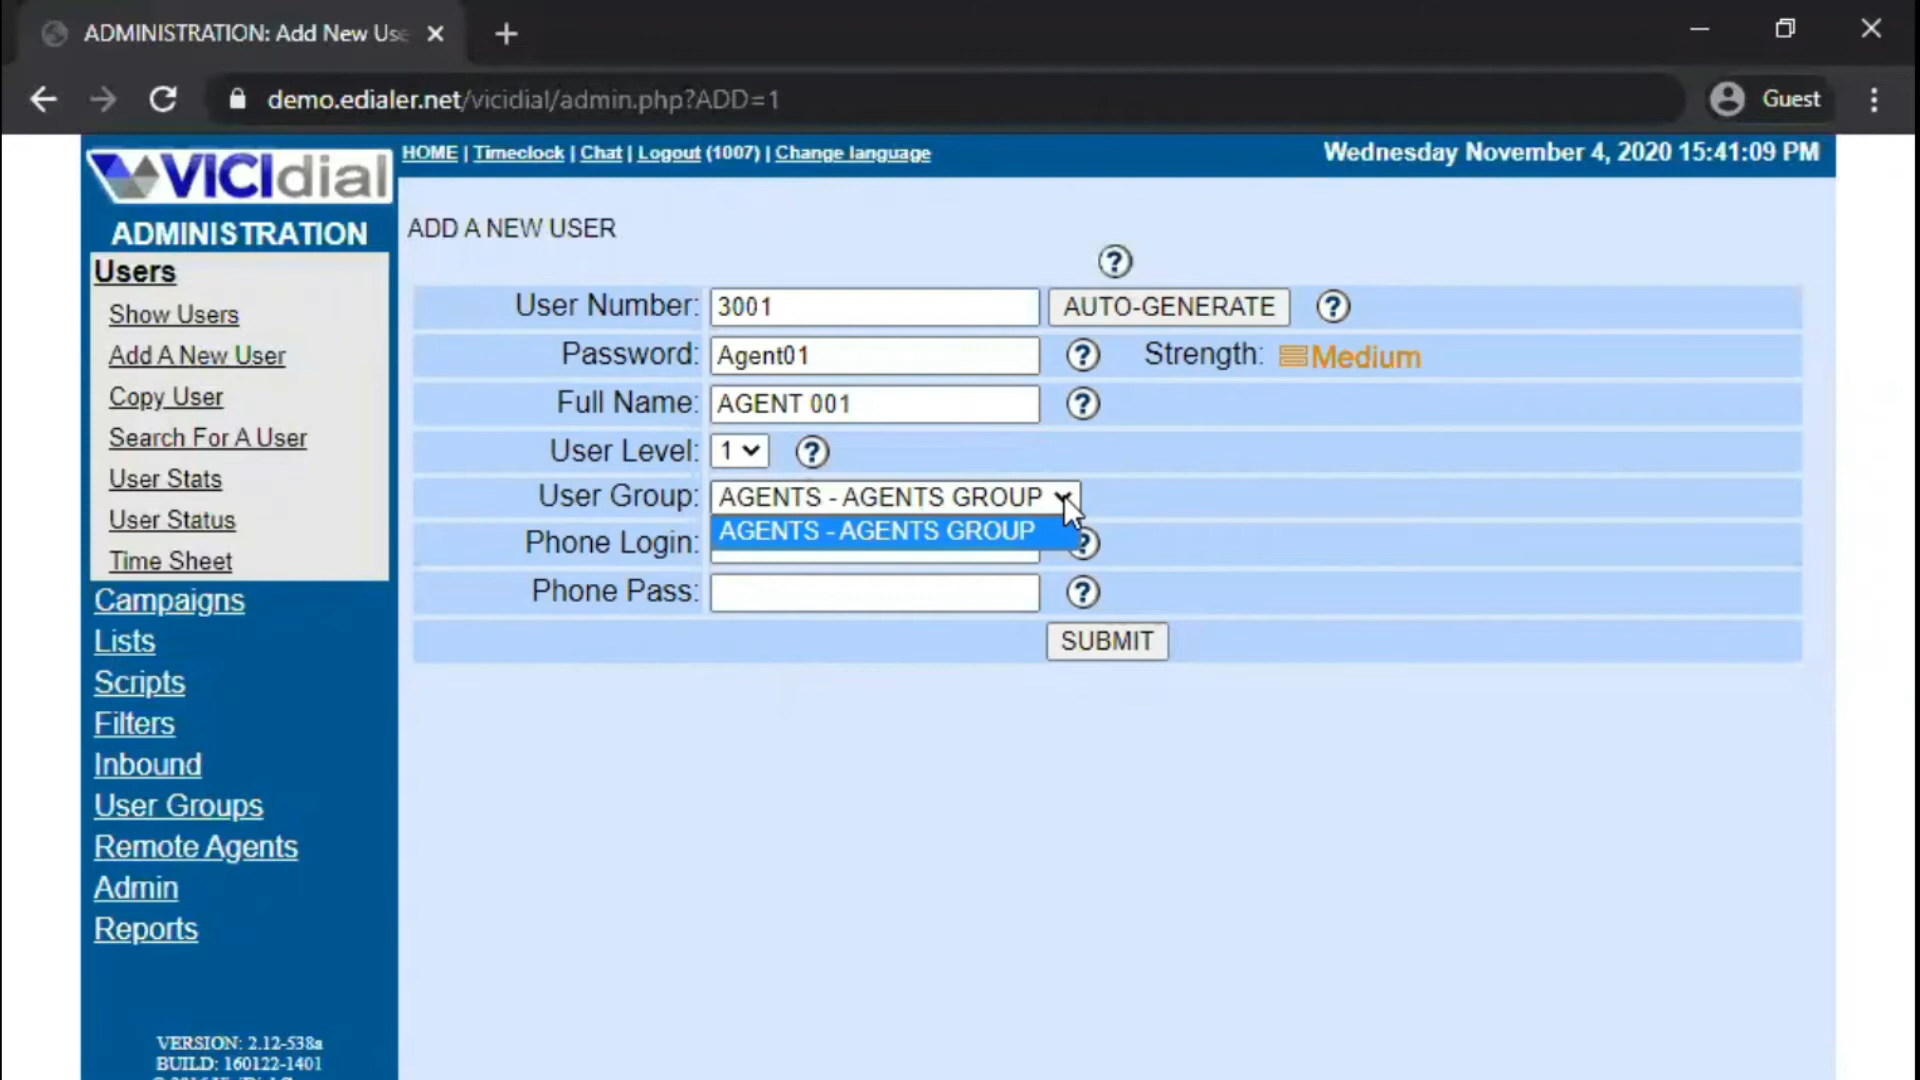 ADMINISTRATION: Add New Use
demo.edialer.net/vicidial/admin.php?ADD=1
Guest
VICIdial
HOME | Timeclock | Chat | Logout (1007) | Change language
Wednesday November 4, 2020 15:41:09 PM
ADMINISTRATION
Users
Show Users
Add A New User
Copy User
Search For A User
User Stats
User Status
Time Sheet
Campaigns
Lists
Scripts
Filters
Inbound
User Groups
Remote Agents
Admin
Reports
VERSION: 2.12-538a
BUILD: 160122-1401
ADD A NEW USER
User Number: 3001 AUTO-GENERATE
Password: Agent01 Strength: Medium
Full Name: AGENT 001
User Level: 1
User Group: AGENTS - AGENTS GROUP
AGENTS - AGENTS GROUP
Phone Login:
Phone Pass:
SUBMIT